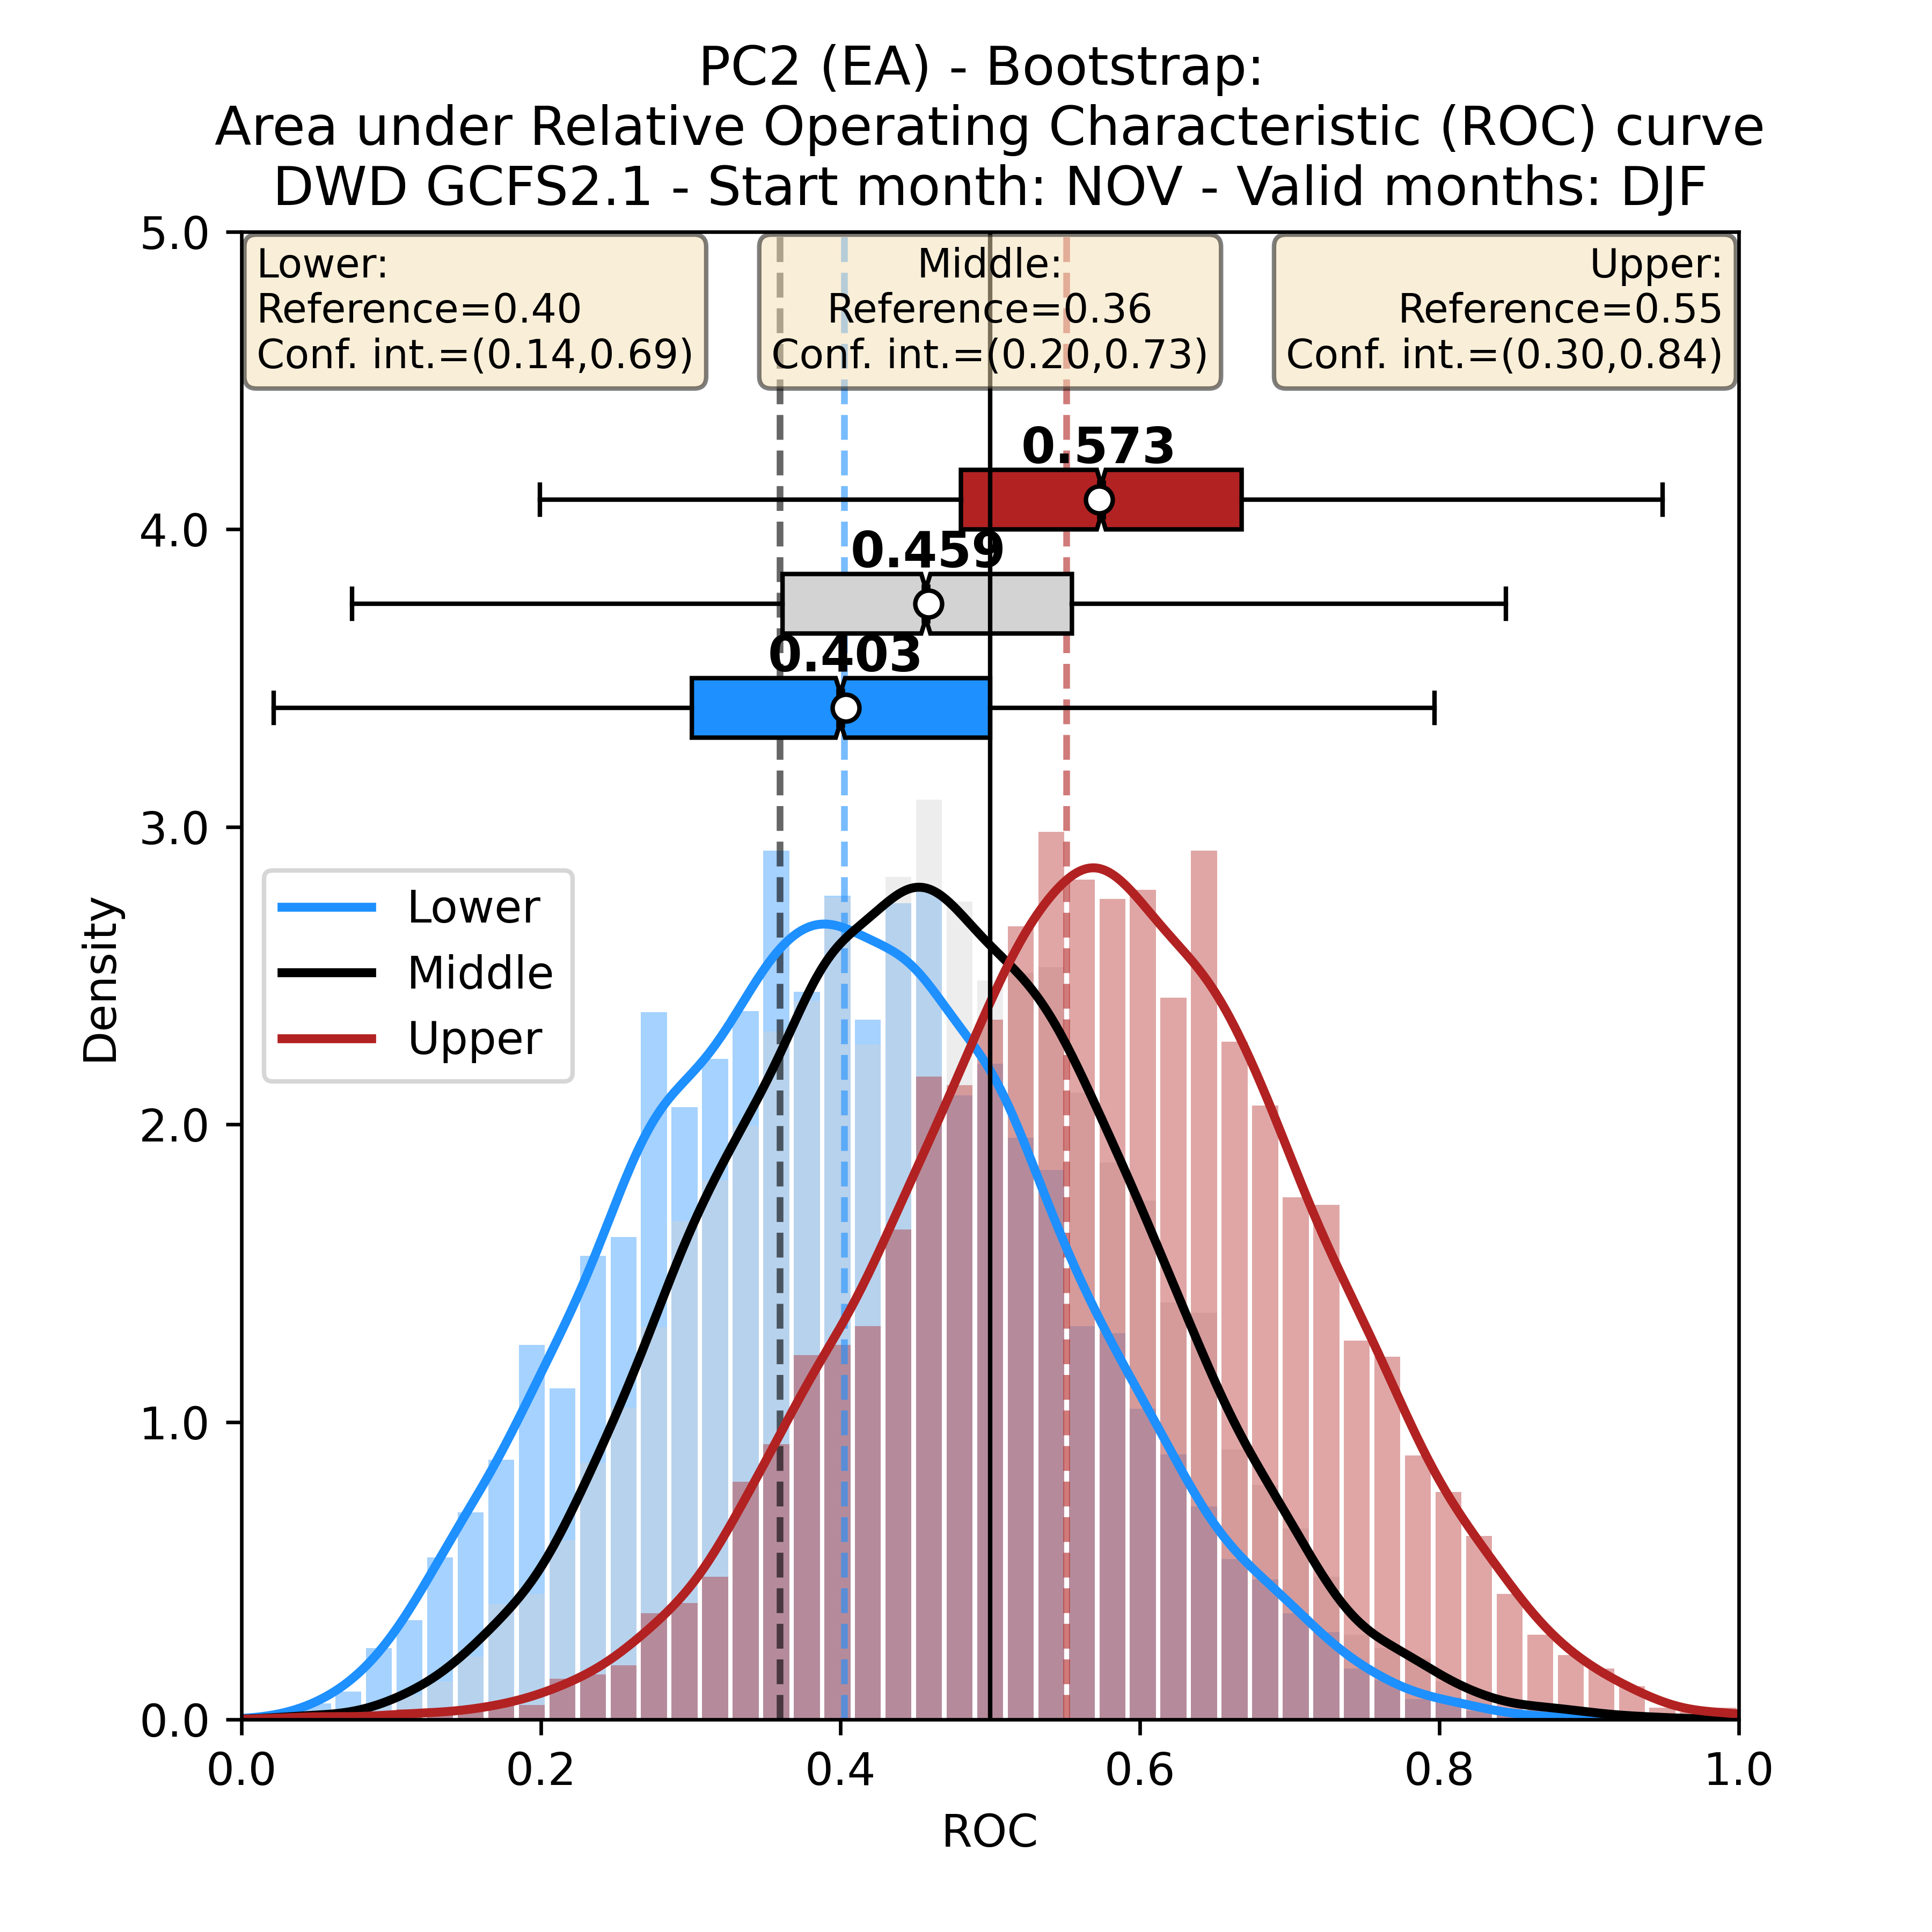 PC2 (EA) - Bootstrap:
Area under Relative Operating Characteristic (ROC) curve
DWD GCFS2.1 - Start month: NOV - Valid months: DJF
Lower:
Reference=0.40
Conf. int.=(0.14,0.69)
Middle:
Reference=0.36
Conf. int.=(0.20,0.73)
Upper:
Reference=0.55
Conf. int.=(0.30,0.84)
0.573
0.459
0.403
Lower
Middle
Upper
Density
5.0
4.0
3.0
2.0
1.0
0.0
0.0 0.2 0.4 0.6 0.8 1.0
ROC